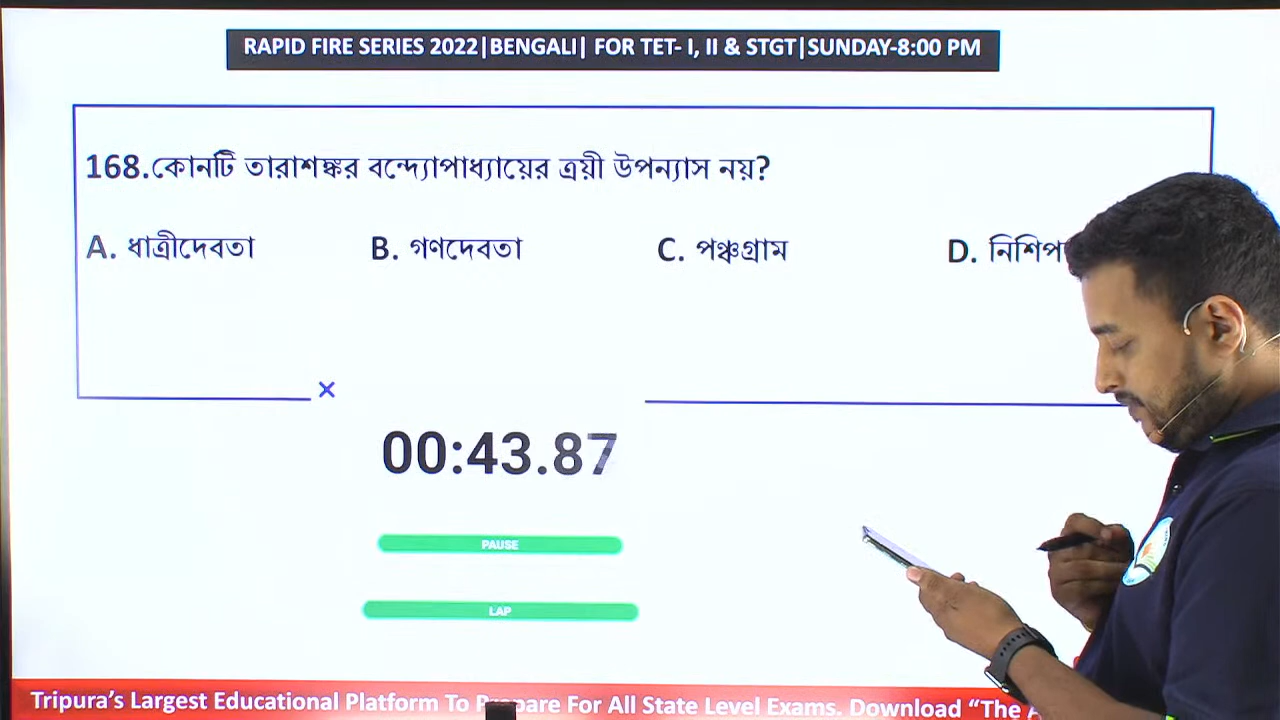 RAPID FIRE SERIES 2022|BENGALI| FOR TET- I, II & STGT|SUNDAY-8:00 PM
168.কোনটি তারাশঙ্কর বন্দ্যোপাধ্যায়ের ত্রয়ী উপন্যাস নয়?
A. ধাত্রীদেবতা B. গণদেবতা C. পঞ্চগ্রাম D.
×
00:43.87
PAUSE
LAP
Tripura's Largest Educational Platform To For All State Level Exams. Download “The